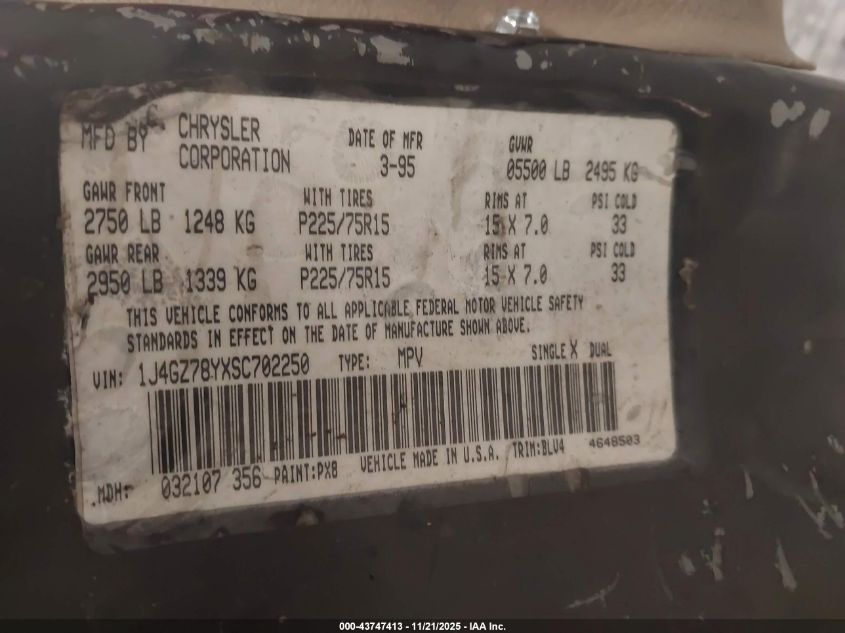 MFD BY CHRYSLER CORPORATION DATE OF MFR 3-95 GVWR 05500 LB 2495 KG
GAWR FRONT WITH TIRES RIMS AT PSI COLD
2750 LB 1248 KG P225/75R15 15 X 7.0 33
GAWR REAR WITH TIRES RIMS AT PSI COLD
2950 LB 1339 KG P225/75R15 15 X 7.0 33
THIS VEHICLE CONFORMS TO ALL APPLICABLE FEDERAL MOTOR VEHICLE SAFETY
STANDARDS IN EFFECT ON THE DATE OF MANUFACTURE SHOWN ABOVE.
VIN: 1J4GZ78YXSC702250 TYPE: MPV SINGLE X DUAL
MDH: 032107 356 PAINT:PX8 VEHICLE MADE IN U.S.A. TRIM:BLV4 4648503
000-43747413 - 11/21/2025 - IAA Inc.